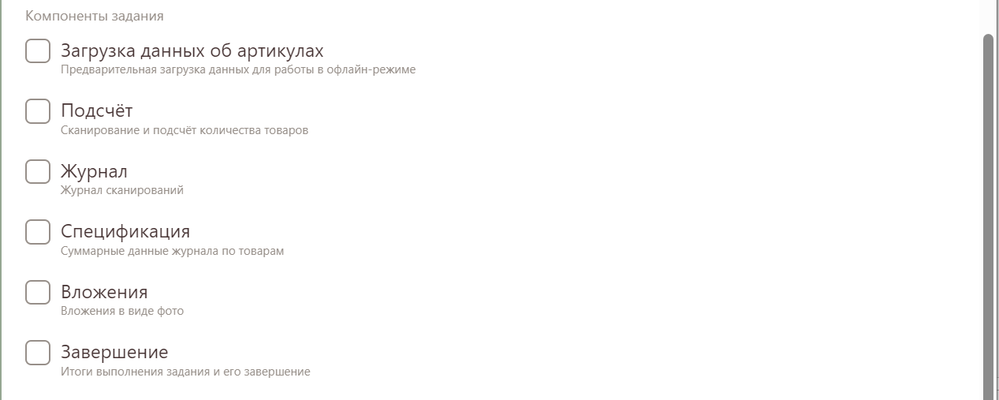 Компоненты задания
Загрузка данных об артикулах
Предварительная загрузка данных для работы в офлайн-режиме
Подсчёт
Сканирование и подсчёт количества товаров
Журнал
Журнал сканирований
Спецификация
Суммарные данные журнала по товарам
Вложения
Вложения в виде фото
Завершение
Итоги выполнения задания и его завершение